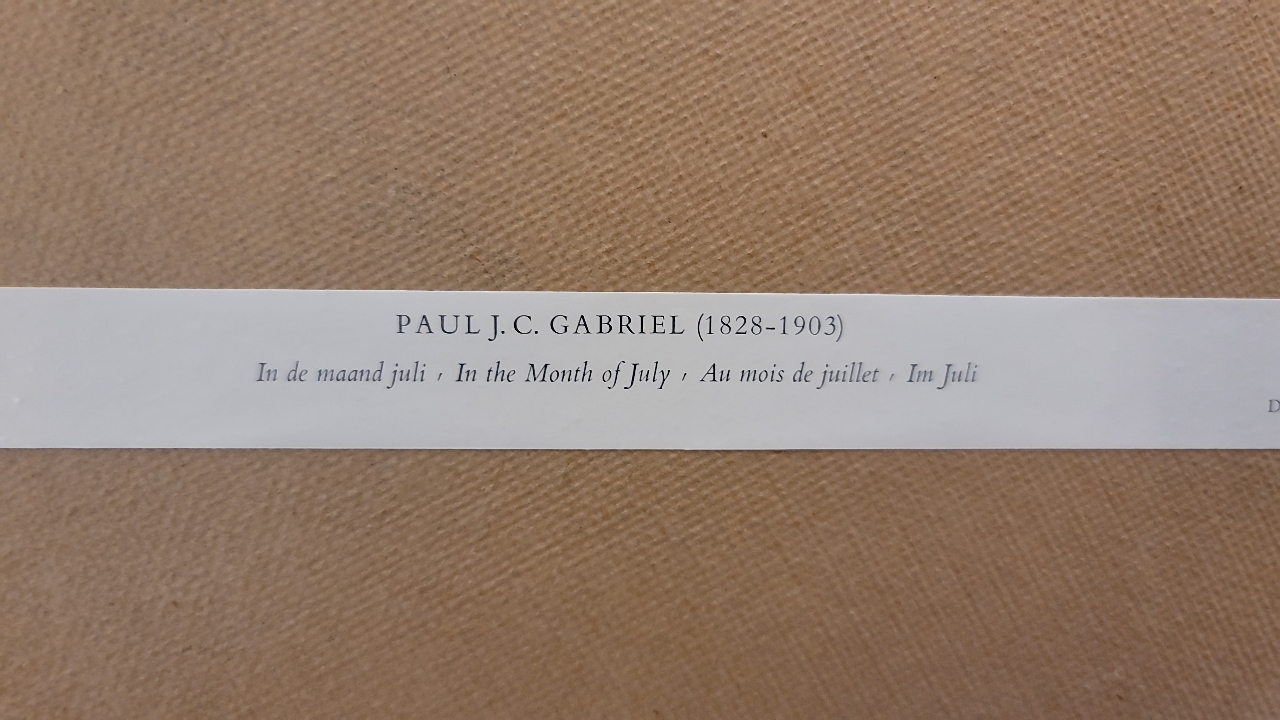 PAUL J. C. GABRIEL (1828-1903)
In de maand juli , In the Month of July , Au mois de juillet , Im Juli